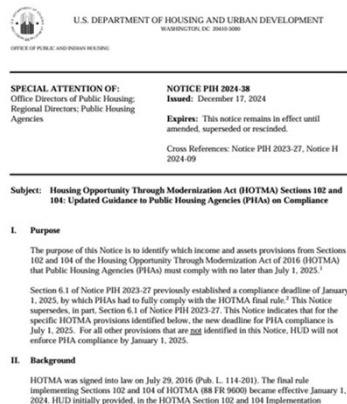 U.S. DEPARTMENT OF HOUSING AND URBAN DEVELOPMENT
WASHINGTON, DC 20410-5000
OFFICE OF PUBLIC AND INDIAN HOUSING
SPECIAL ATTENTION OF:
Office Directors of Public Housing;
Regional Directors; Public Housing
Agencies
NOTICE PIH 2024-38
Issued: December 17, 2024
Expires: This notice remains in effect until
amended, superseded or rescinded.
Cross References: Notice PIH 2023-27, Notice H
2024-09
Subject: Housing Opportunity Through Modernization Act (HOTMA) Sections 102 and
104: Updated Guidance to Public Housing Agencies (PHAs) on Compliance
I. Purpose
The purpose of this Notice is to identify which income and assets provisions from Sections
102 and 104 of the Housing Opportunity Through Modernization Act of 2016 (HOTMA)
that Public Housing Agencies (PHAs) must comply with no later than July 1, 2025.¹
Section 6.1 of Notice PIH 2023-27 previously established a compliance deadline of January
1, 2025, by which PHAs had to fully comply with the HOTMA final rule.² This Notice
supersedes, in part, Section 6.1 of Notice PIH 2023-27. This Notice indicates that for the
specific HOTMA provisions identified below, the new deadline for PHA compliance is
July 1, 2025. For all other provisions that are not identified in this Notice, HUD will not
enforce PHA compliance by January 1, 2025.
II. Background
HOTMA was signed into law on July 29, 2016 (Pub. L. 114-201). The final rule
implementing Sections 102 and 104 of HOTMA (88 FR 9600) became effective January 1,
2024. HUD initially provided, in the HOTMA Section 102 and 104 Implementation